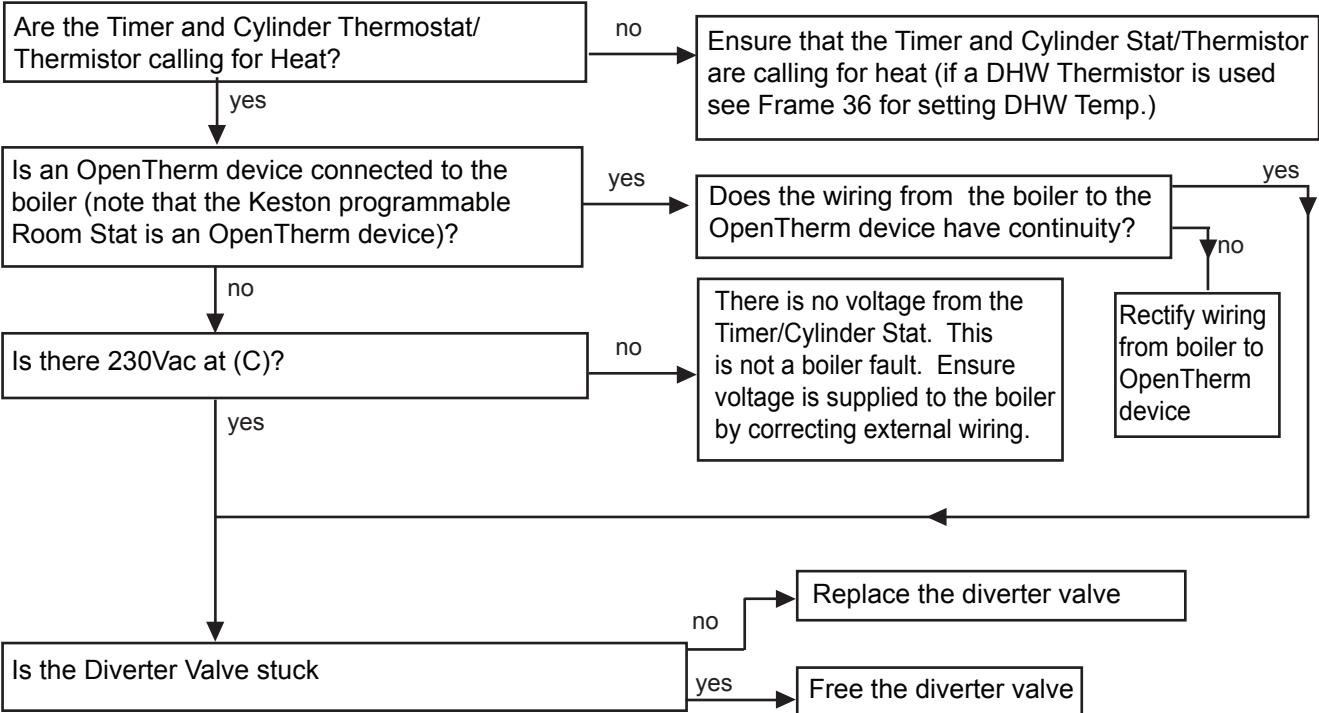 Are the Timer and Cylinder Thermostat/
Thermistor calling for Heat?
no
Ensure that the Timer and Cylinder Stat/Thermistor
are calling for heat (if a DHW Thermistor is used
see Frame 36 for setting DHW Temp.)
yes
Is an OpenTherm device connected to the
boiler (note that the Keston programmable
Room Stat is an OpenTherm device)?
yes
Does the wiring from the boiler to the
OpenTherm device have continuity?
yes
no
Rectify wiring
from boiler to
OpenTherm
device
no
Is there 230Vac at (C)?
no
There is no voltage from the
Timer/Cylinder Stat. This
is not a boiler fault. Ensure
voltage is supplied to the boiler
by correcting external wiring.
yes
Is the Diverter Valve stuck
no
Replace the diverter valve
yes
Free the diverter valve